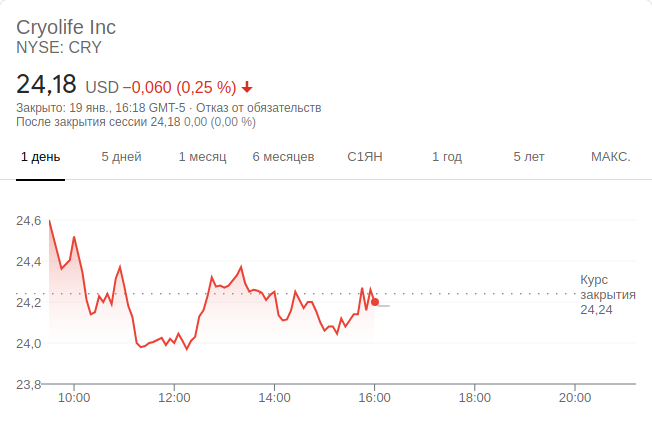 Cryolife Inc
NYSE: CRY
24,18 USD −0,060 (0,25 %)
Закрыто: 19 янв., 16:18 GMT-5 · Отказ от обязательств
После закрытия сессии 24,18 0,00 (0,00 %)
1 день 5 дней 1 месяц 6 месяцев С1ЯН 1 год 5 лет МАКС.
24,6
24,4
24,2
24,0
23,8
Курс
закрытия
24,24
10:00 12:00 14:00 16:00 18:00 20:00